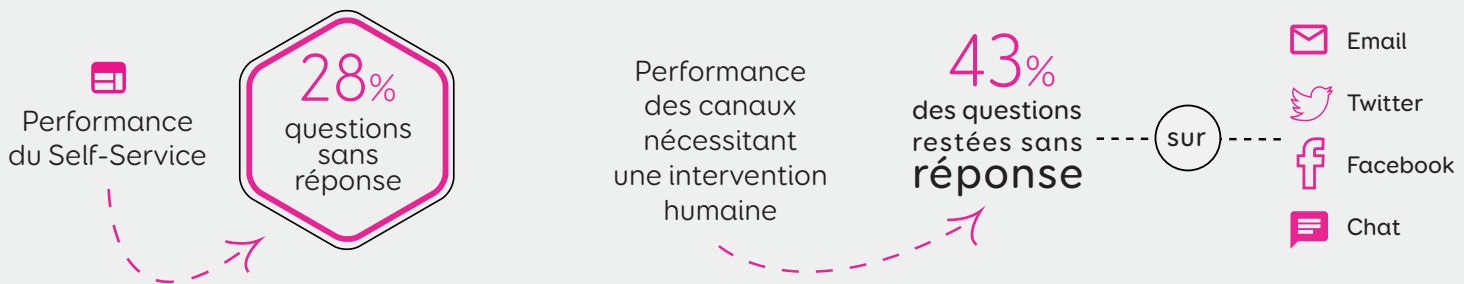 Performance
du Self-Service
28%
questions
sans
réponse
Performance
des canaux
nécessitant
une intervention
humaine
43%
des questions
restées sans
réponse
sur
Email
Twitter
Facebook
Chat